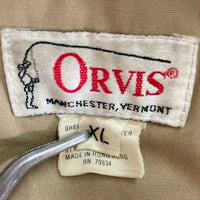 ORVIS®
MANCHESTER, VERMONT
XL
MADE IN HONG KONG
RN 70534